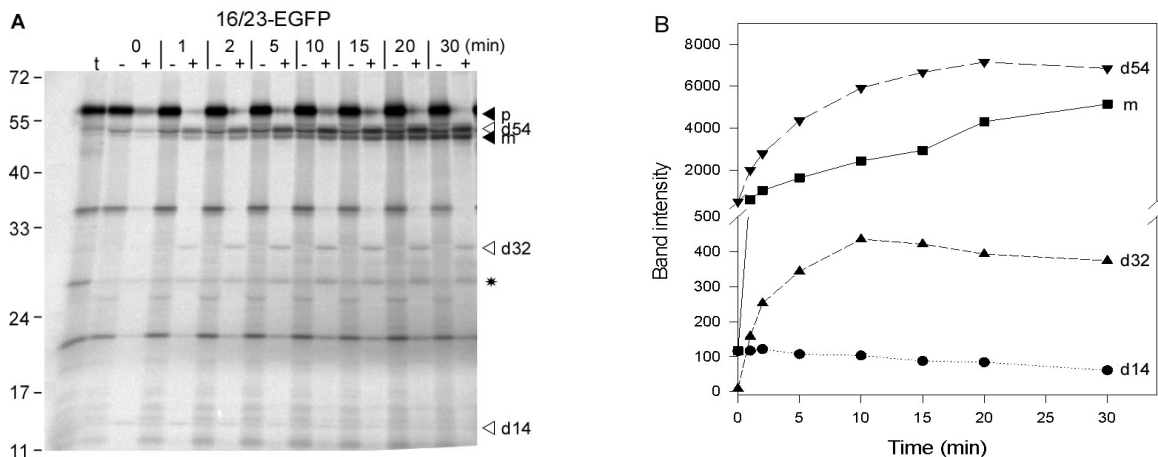 A
16/23-EGFP
0 1 2 5 10 15 20 30 (min)
t - + - + - + - + - + - + - + - +
72
55
40
33
24
17
11
p
d54
m
d32
*
d14
B
Band intensity
8000
6000
4000
2000
500
400
300
200
100
0
d54
m
d32
d14
0 5 10 15 20 25 30
Time (min)